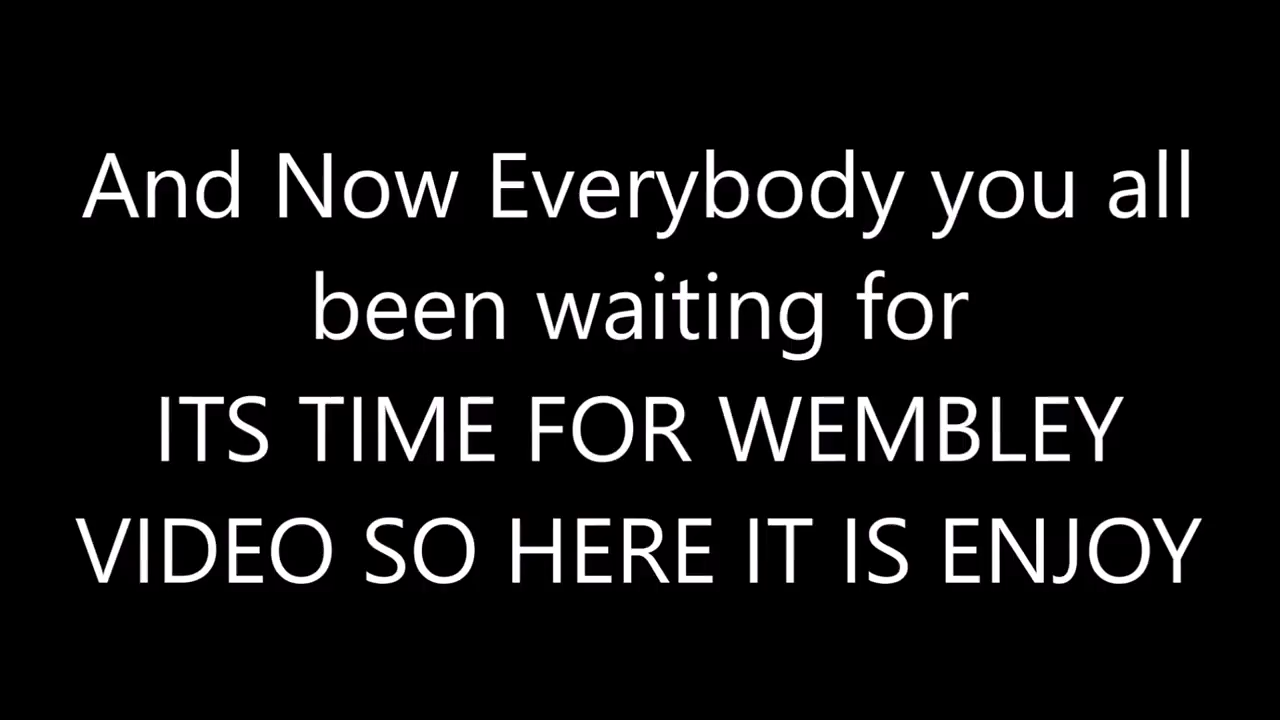 And Now Everybody you all
been waiting for
ITS TIME FOR WEMBLEY
VIDEO SO HERE IT IS ENJOY